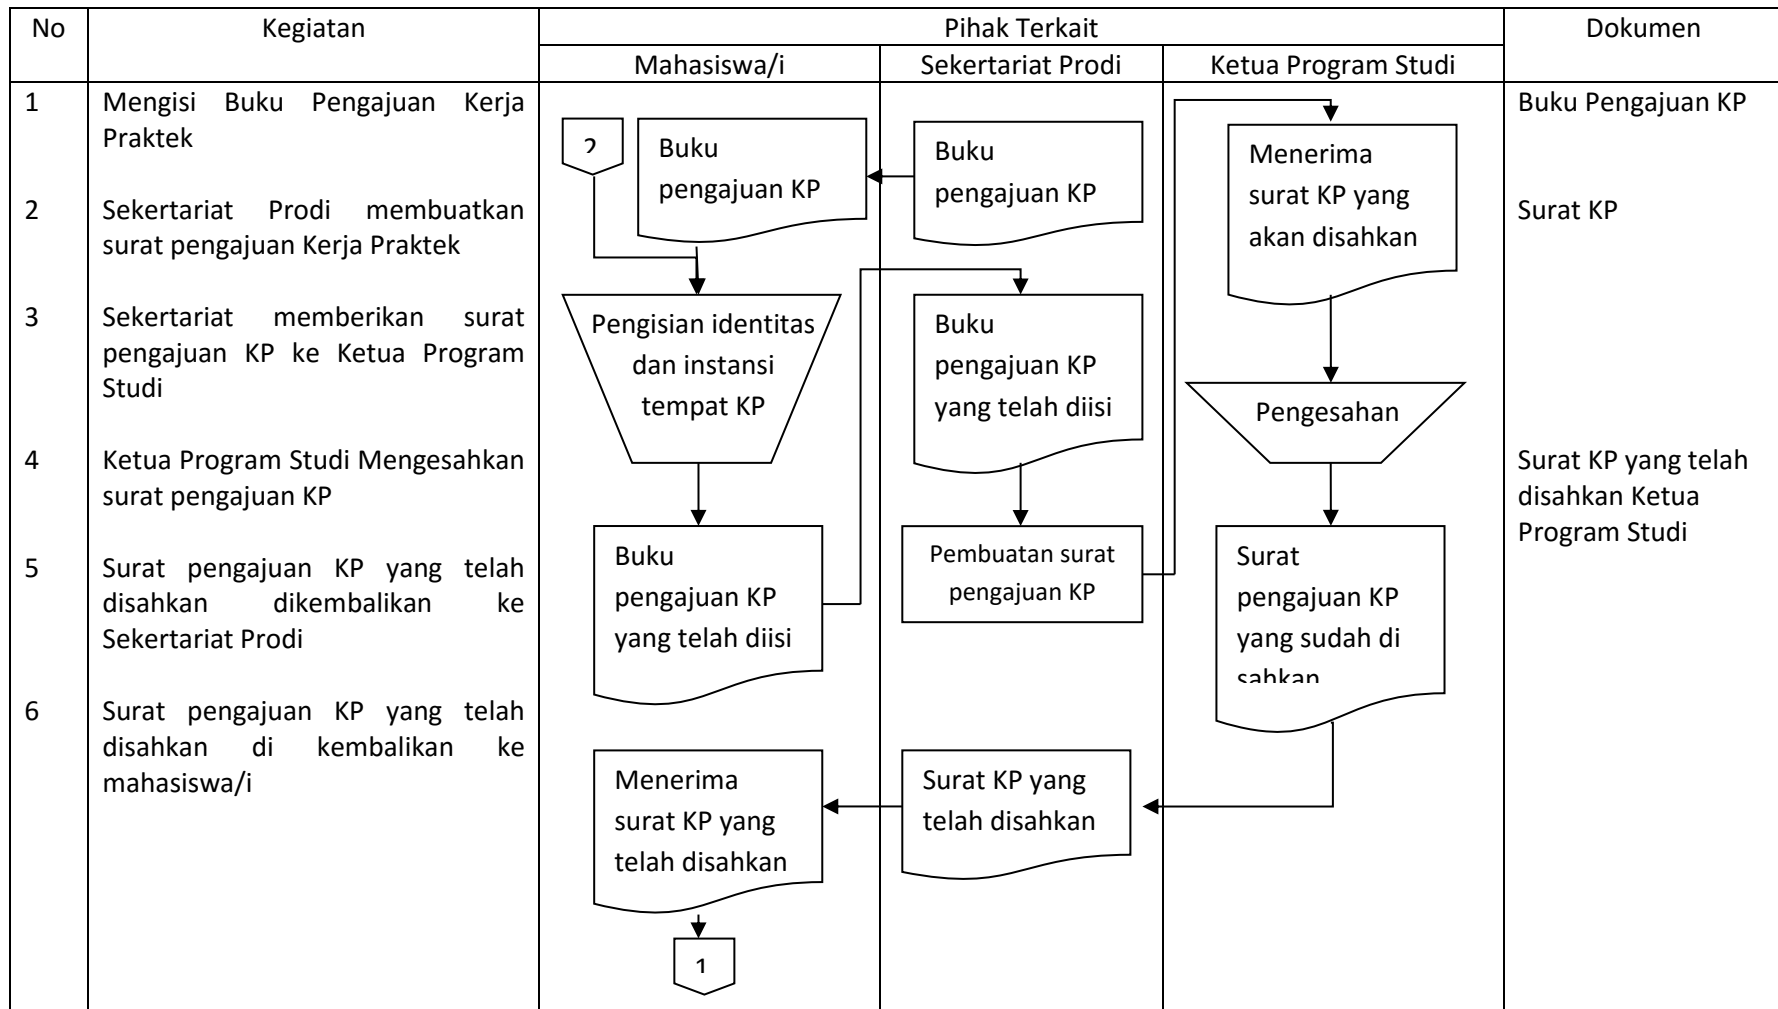 No
Kegiatan
Pihak Terkait
Dokumen
Mahasiswa/i
Sekertariat Prodi
Ketua Program Studi
1
Mengisi Buku Pengajuan Kerja
Praktek
2
Sekertariat Prodi membuatkan
surat pengajuan Kerja Praktek
3
Sekertariat memberikan surat
pengajuan KP ke Ketua Program
Studi
4
Ketua Program Studi Mengesahkan
surat pengajuan KP
5
Surat pengajuan KP yang telah
disahkan dikembalikan ke
Sekertariat Prodi
6
Surat pengajuan KP yang telah
disahkan di kembalikan ke
mahasiswa/i
2
Buku
pengajuan KP
Pengisian identitas
dan instansi
tempat KP
Buku
pengajuan KP
yang telah diisi
Menerima
surat KP yang
telah disahkan
1
Buku
pengajuan KP
Buku
pengajuan KP
yang telah diisi
Pembuatan surat
pengajuan KP
Surat KP yang
telah disahkan
Menerima
surat KP yang
akan disahkan
Pengesahan
Surat
pengajuan KP
yang sudah di
sahkan
Buku Pengajuan KP
Surat KP
Surat KP yang telah
disahkan Ketua
Program Studi